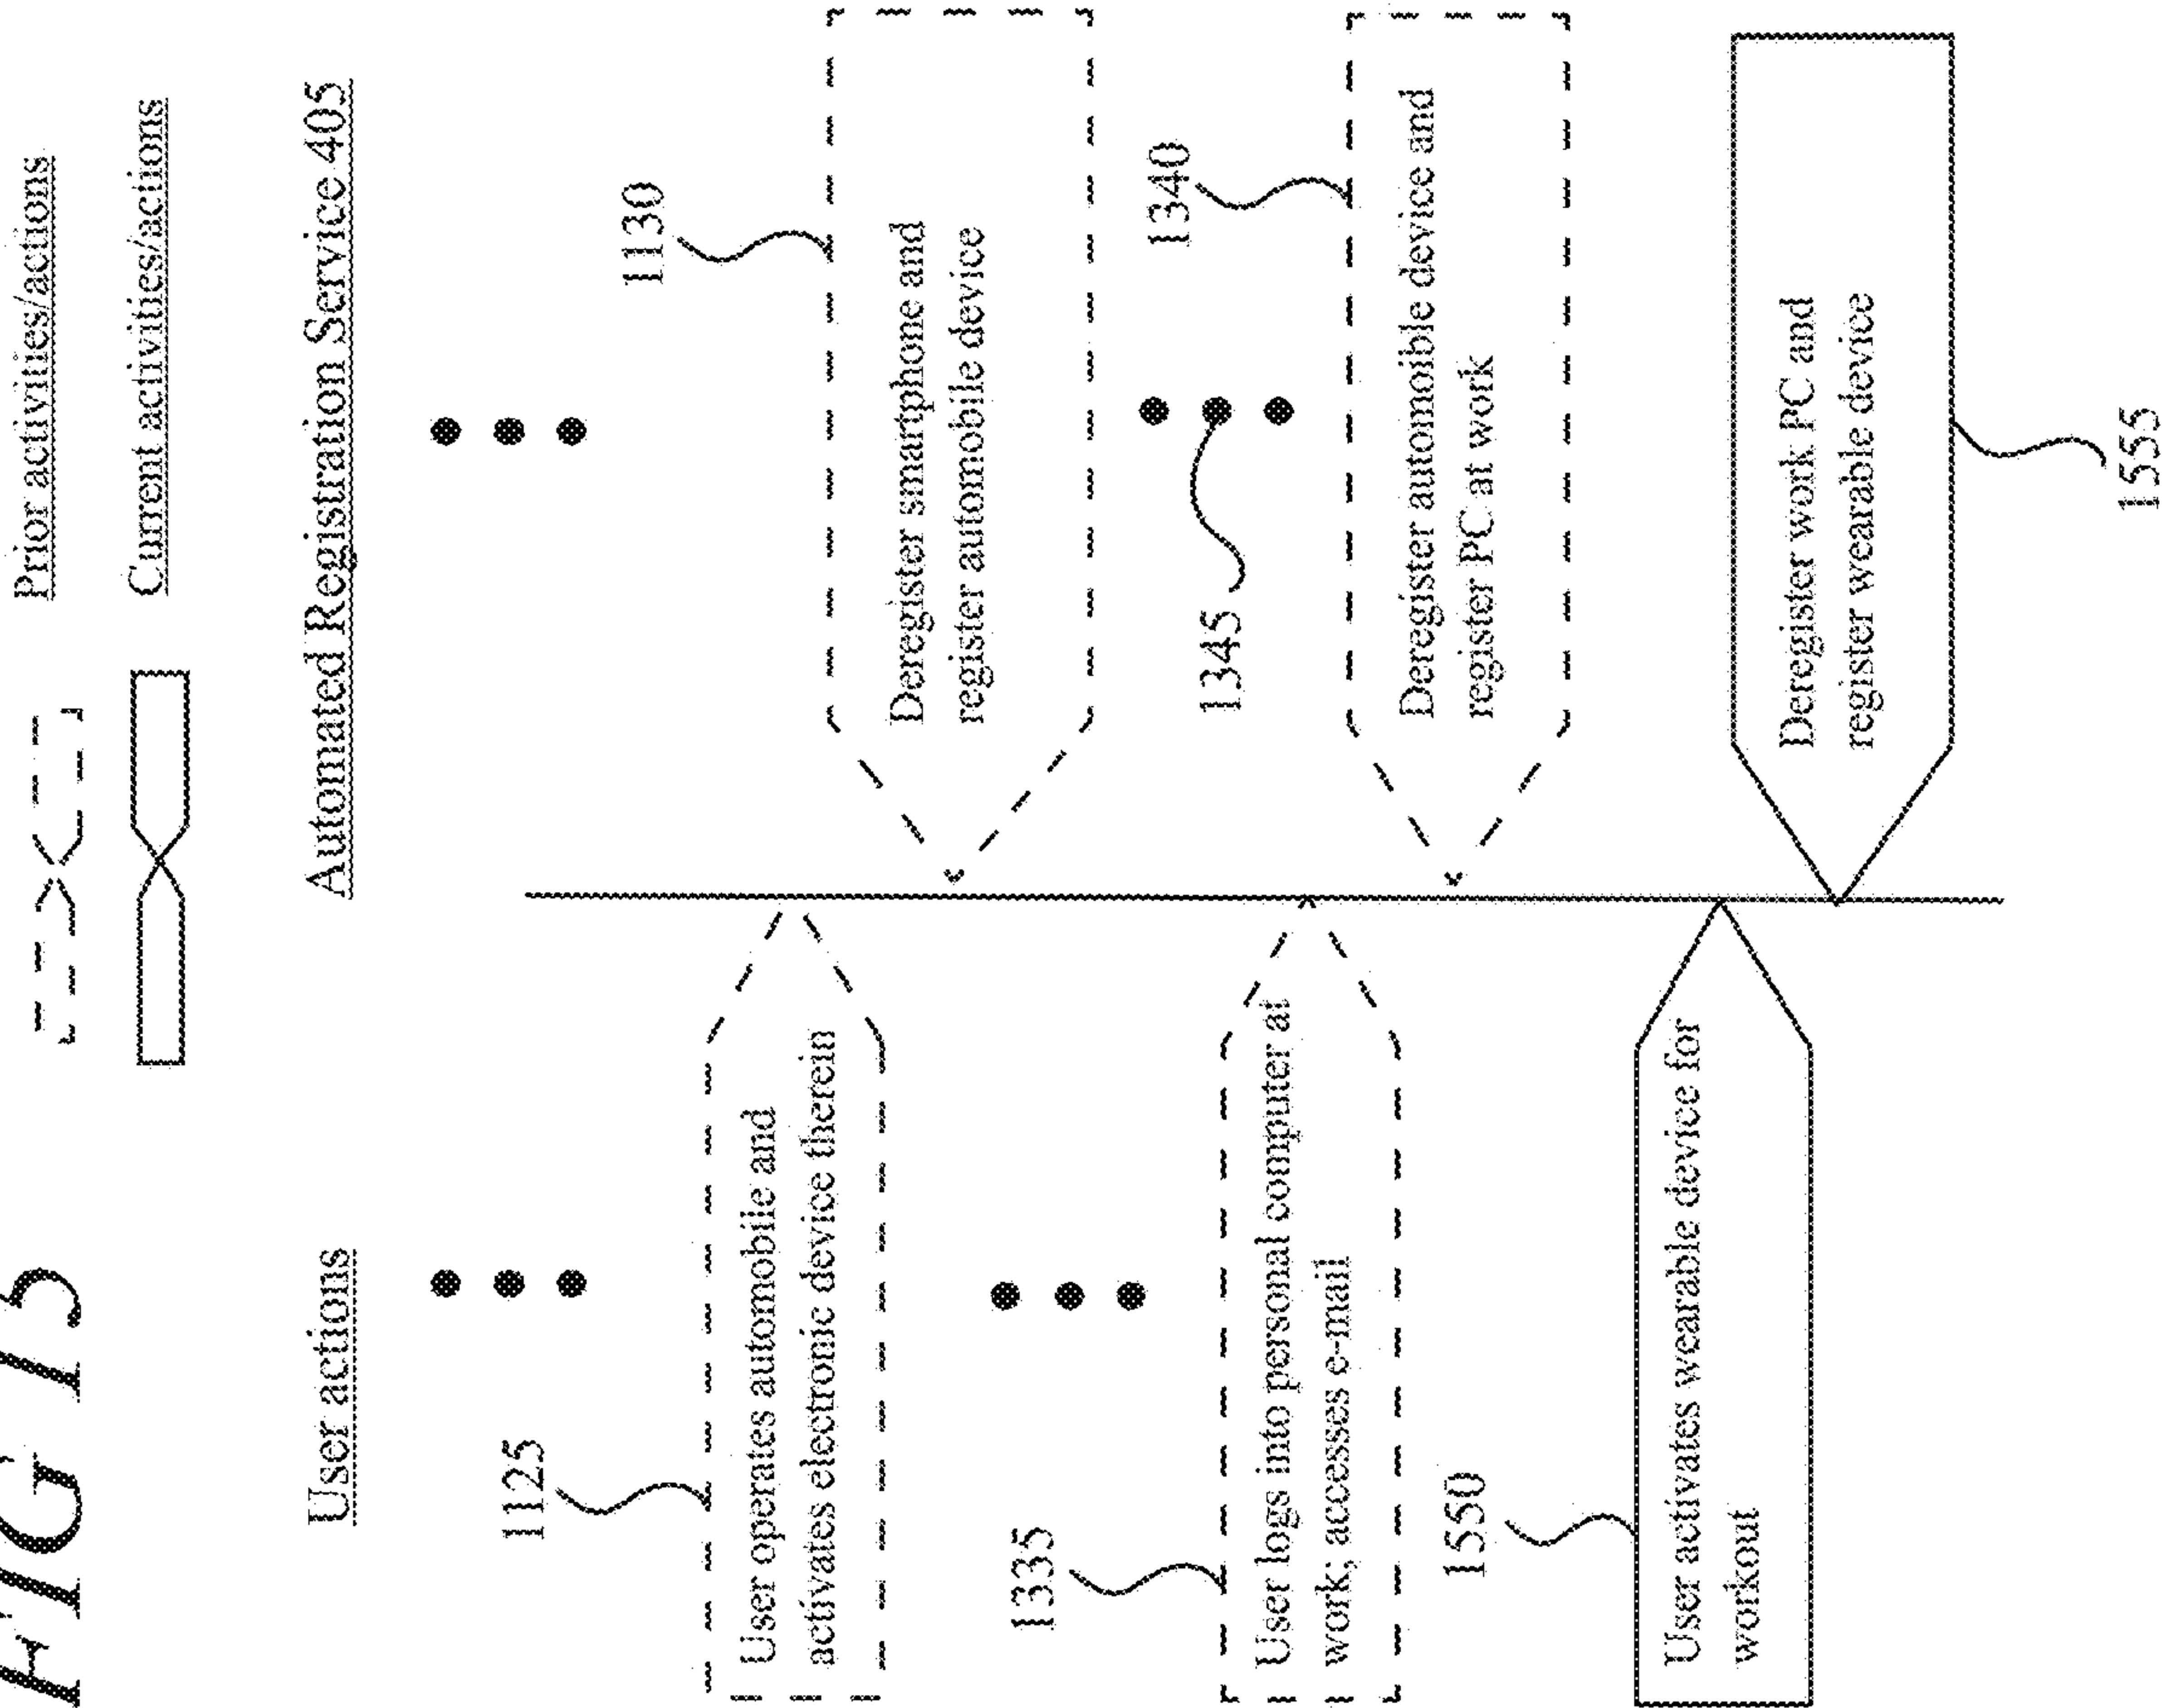 FIG 15
Prior activities/actions
Current activities/actions
User actions
Automated Registration Service 405
1125
User operates automobile and
activates electronic device therein
1130
Deregister smartphone and
register automobile device
1335
User logs into personal computer at
work; accesses e-mail
1345
1340
Deregister automoibile device and
register PC at work
1550
User activates wearable device for
workout
Deregister work PC and
register wearable device
1555